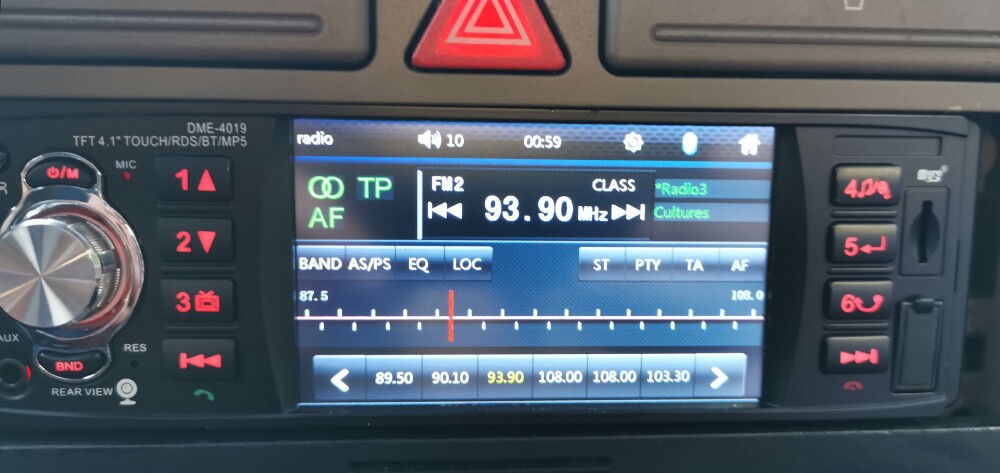 DME-4019
TFT 4.1" TOUCH/RDS/BT/MP5
MIC
/M
1
2
3
AUX
BND
RES
REAR VIEW
radio
10
00:59
TP
AF
FM2
CLASS
93.90 MHz
*Radio3
Cultures
BAND AS/PS EQ LOC
ST PTY TA AF
87.5
108.0
89.50 90.10 93.90 108.00 108.00 103.30
4
5
6